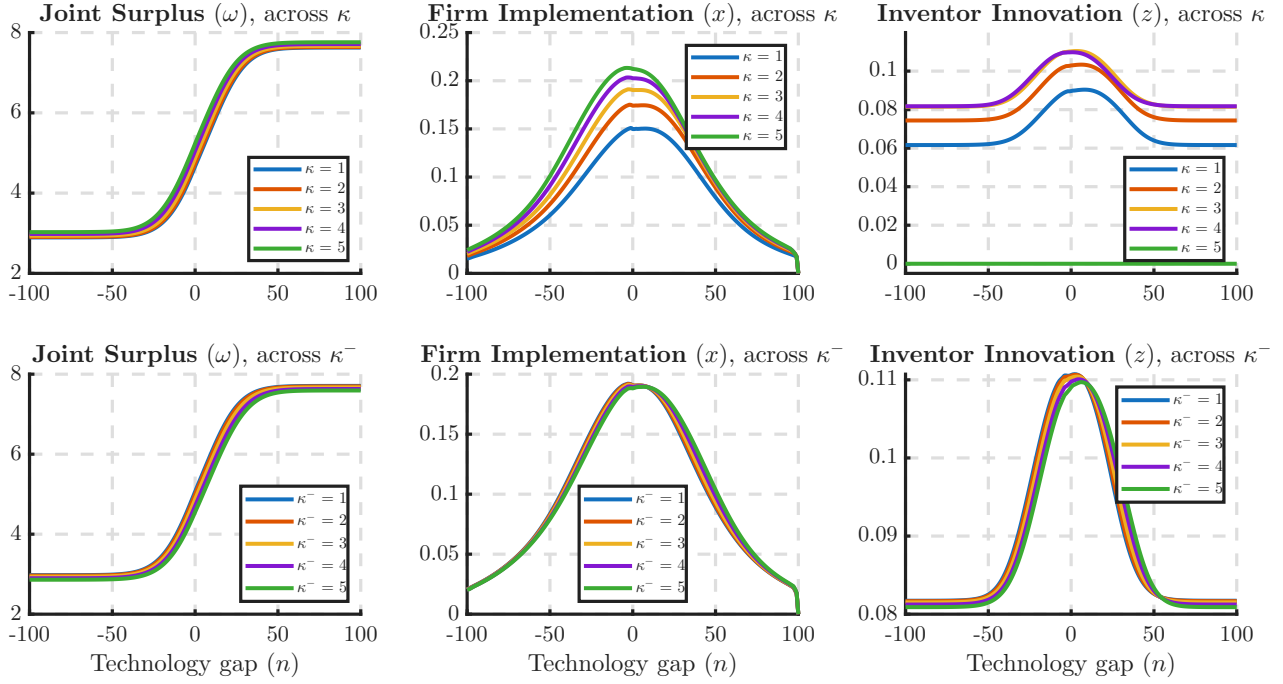 Joint Surplus (ω), across κ
8
6
4
2
-100 -50 0 50 100
κ = 1
κ = 2
κ = 3
κ = 4
κ = 5
Firm Implementation (x), across κ
0.25
0.20
0.15
0.10
0.05
0
-100 -50 0 50 100
κ = 1
κ = 2
κ = 3
κ = 4
κ = 5
Inventor Innovation (z), across κ
0.1
0.08
0.06
0.04
0.02
0
-100 -50 0 50 100
κ = 1
κ = 2
κ = 3
κ = 4
κ = 5
Joint Surplus (ω), across κ⁻
8
6
4
2
-100 -50 0 50 100
κ⁻ = 1
κ⁻ = 2
κ⁻ = 3
κ⁻ = 4
κ⁻ = 5
Technology gap (n)
Firm Implementation (x), across κ⁻
0.2
0.15
0.10
0.05
0
-100 -50 0 50 100
κ⁻ = 1
κ⁻ = 2
κ⁻ = 3
κ⁻ = 4
κ⁻ = 5
Technology gap (n)
Inventor Innovation (z), across κ⁻
0.11
0.1
0.09
0.08
-100 -50 0 50 100
κ⁻ = 1
κ⁻ = 2
κ⁻ = 3
κ⁻ = 4
κ⁻ = 5
Technology gap (n)